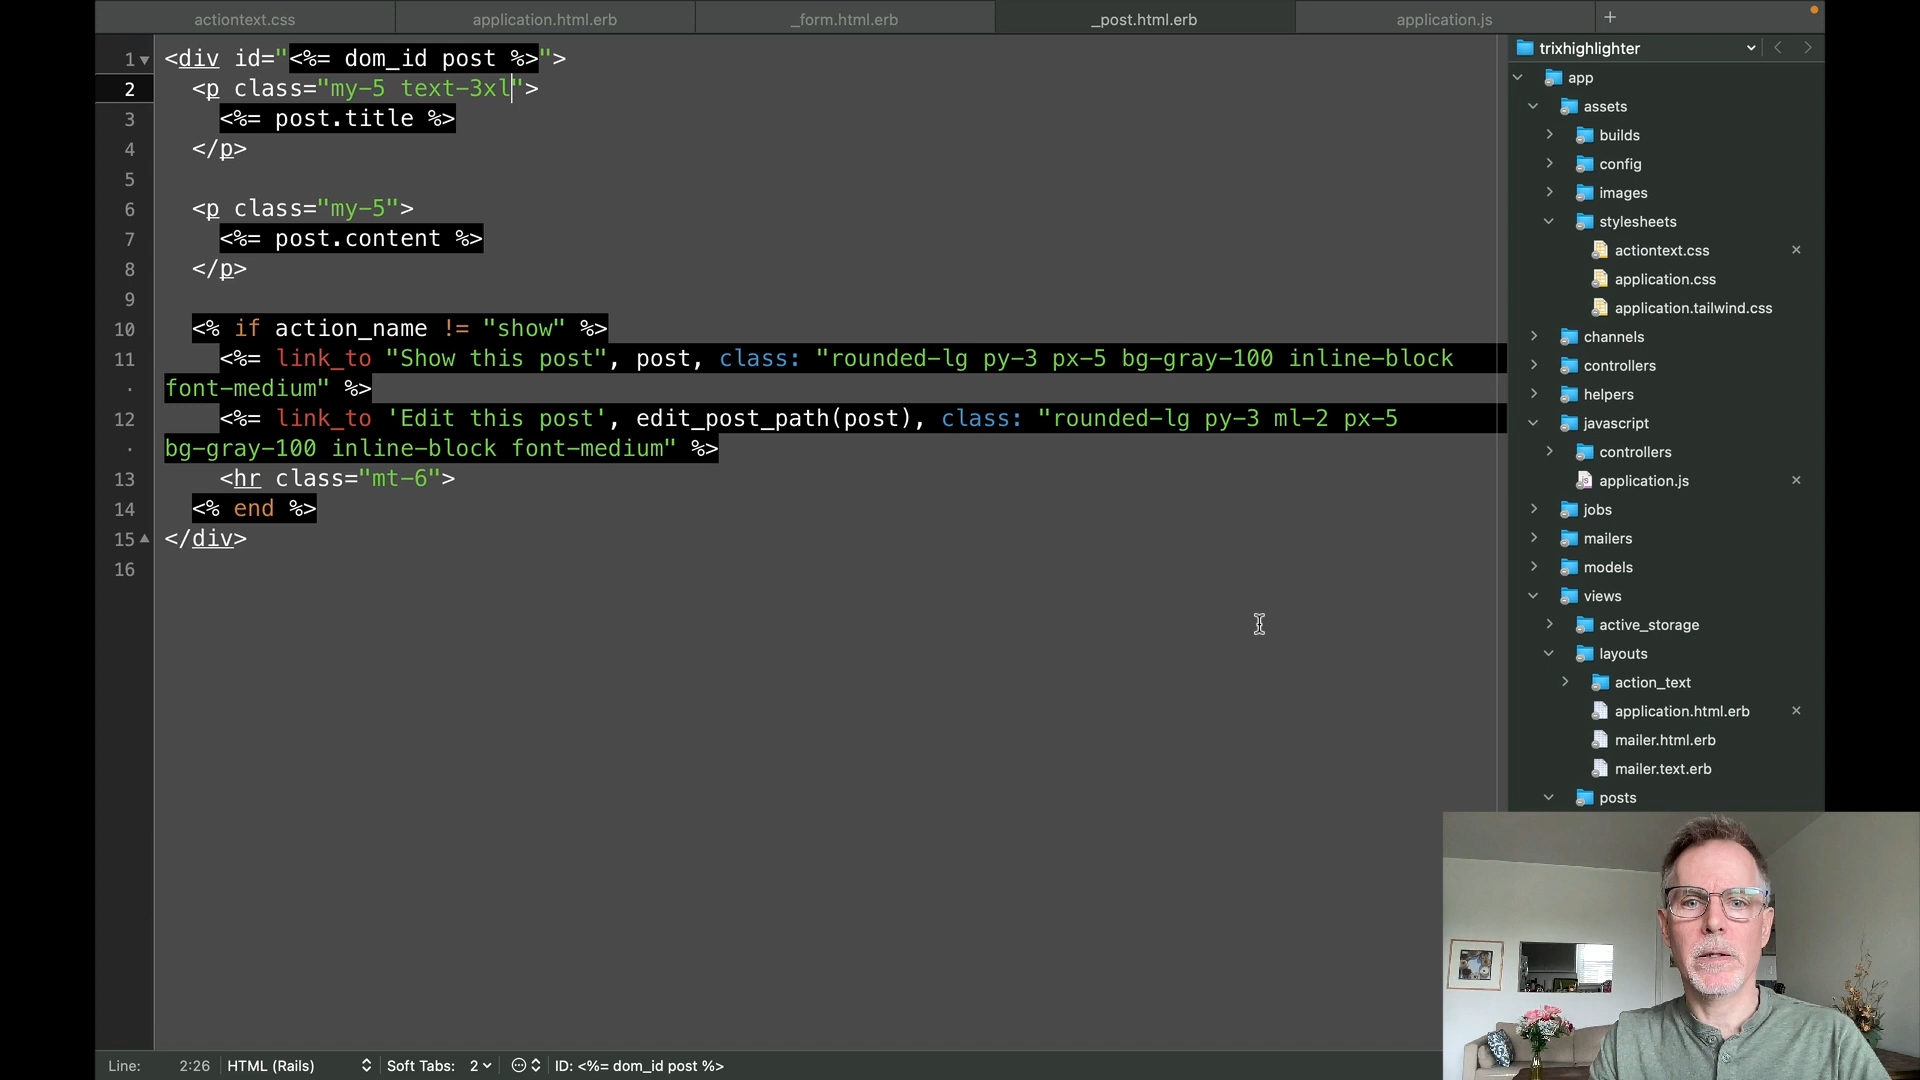 actiontext.css application.html.erb _form.html.erb _post.html.erb application.js +
1 <div id="<%= dom_id post %>">
2 <p class="my-5 text-3xl">
3 <%= post.title %>
4 </p>
5
6 <p class="my-5">
7 <%= post.content %>
8 </p>
9
10 <% if action_name != "show" %>
11 <%= link_to "Show this post", post, class: "rounded-lg py-3 px-5 bg-gray-100 inline-block
· font-medium" %>
12 <%= link_to 'Edit this post', edit_post_path(post), class: "rounded-lg py-3 ml-2 px-5
· bg-gray-100 inline-block font-medium" %>
13 <hr class="mt-6">
14 <% end %>
15 </div>
16
trixhighlighter
app
assets
builds
config
images
stylesheets
actiontext.css
application.css
application.tailwind.css
channels
controllers
helpers
javascript
controllers
application.js
jobs
mailers
models
views
active_storage
layouts
action_text
application.html.erb
mailer.html.erb
mailer.text.erb
posts
Line: 2:26 HTML (Rails) Soft Tabs: 2 ID: <%= dom_id post %>